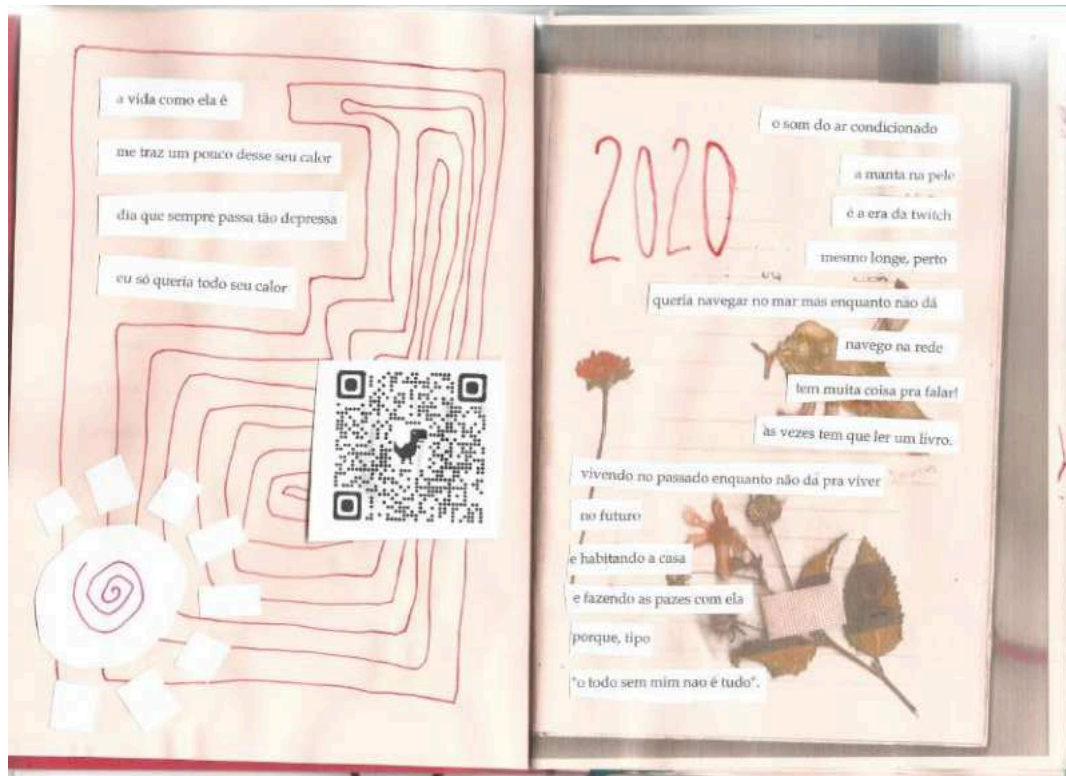 a vida como ela é
me traz um pouco desse seu calor
dia que sempre passa tão depressa
eu só queria todo seu calor
2020
o som do ar condicionado
a manta na pele
é a era da twitch
mesmo longe, perto
queria navegar no mar mas enquanto não dá
navego na rede
tem muita coisa pra falar!
às vezes tem que ler um livro.
vivendo no passado enquanto não dá pra viver
no futuro
e habitando a casa
e fazendo as pazes com ela
porque, tipo
"o todo sem mim nao é tudo".